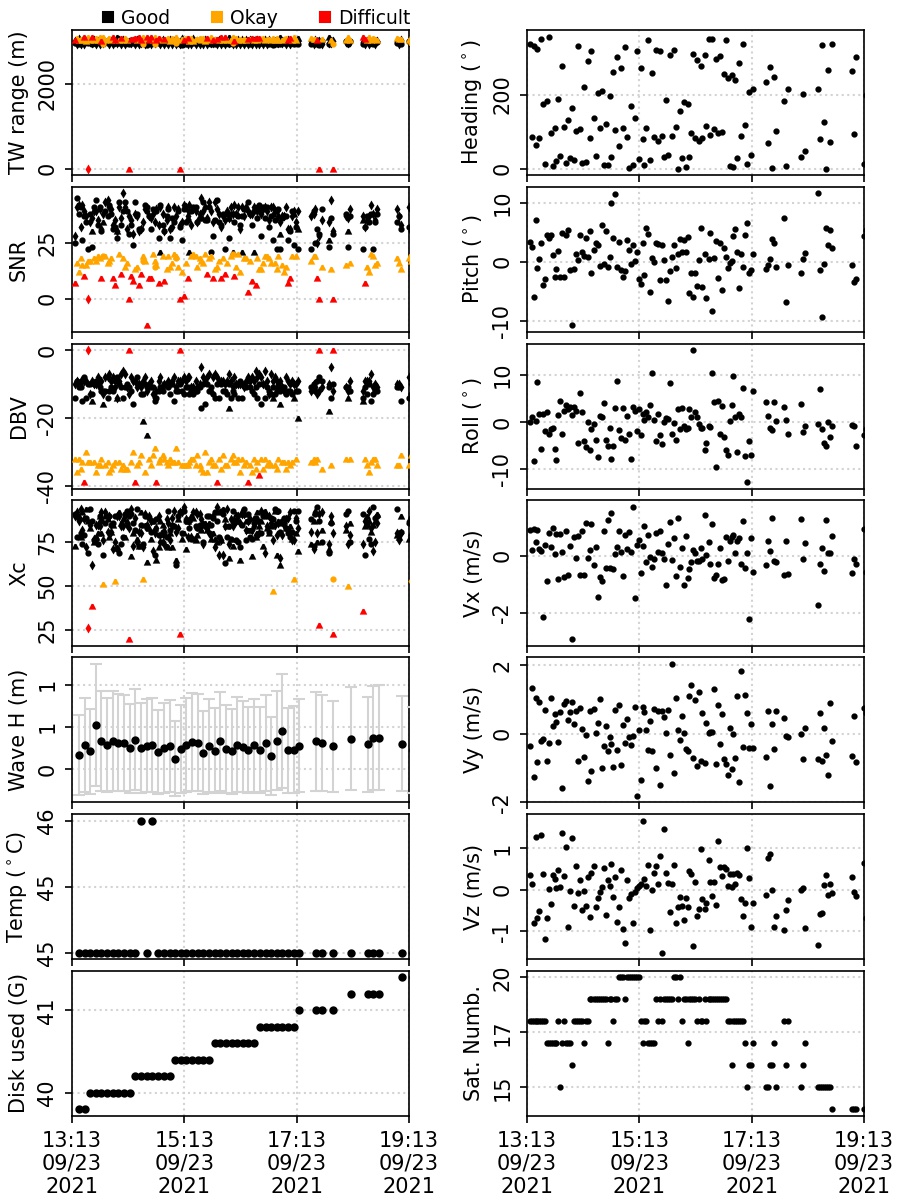 Good Okay Difficult
TW range (m)
2000
0
Heading (°)
200
0
SNR
25
0
Pitch (°)
10
0
-10
DBV
0
-20
-40
Roll (°)
10
0
-10
Xc
75
50
25
Vx (m/s)
0
-2
Wave H (m)
1
1
0
Vy (m/s)
2
0
-2
Temp (°C)
46
45
45
Vz (m/s)
1
0
-1
Disk used (G)
41
40
Sat. Numb.
20
17
15
13:13 15:13 17:13 19:13
09/23 09/23 09/23 09/23
2021 2021 2021 2021
13:13 15:13 17:13 19:13
09/23 09/23 09/23 09/23
2021 2021 2021 2021